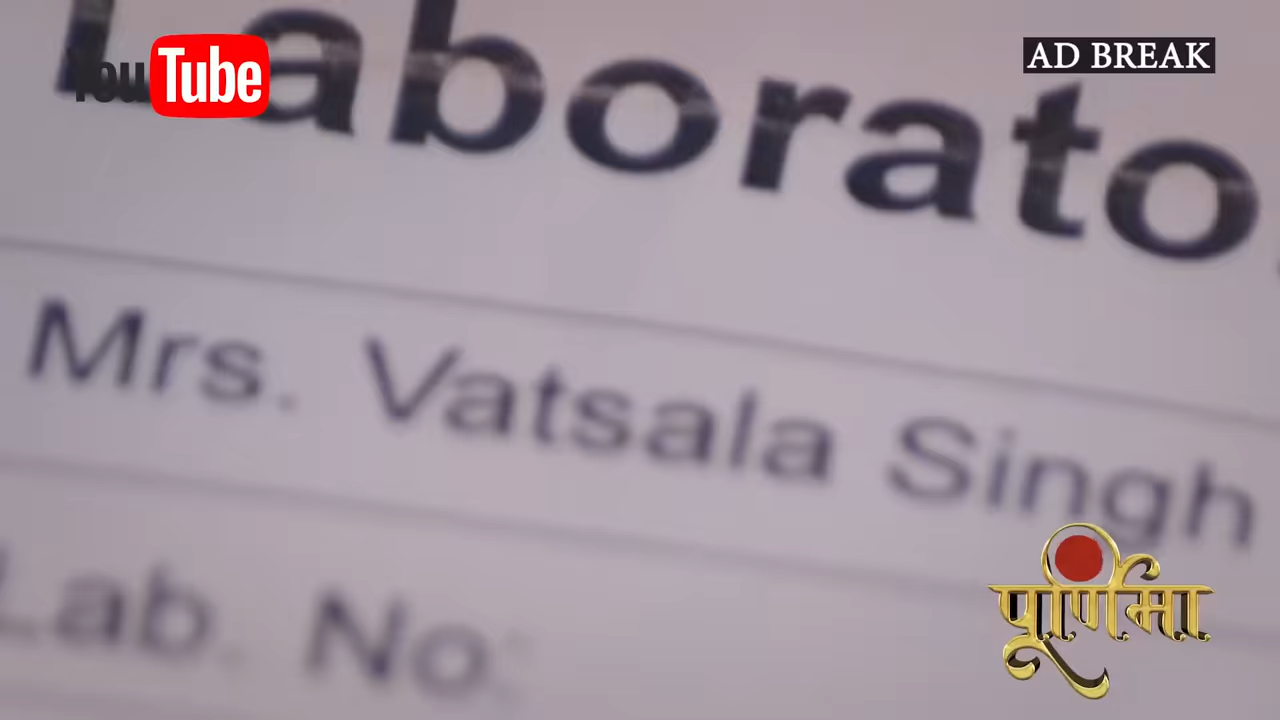 YouTube
AD BREAK
Laborato
Mrs. Vatsala Singh
Lab. No:
पूर्णिमा